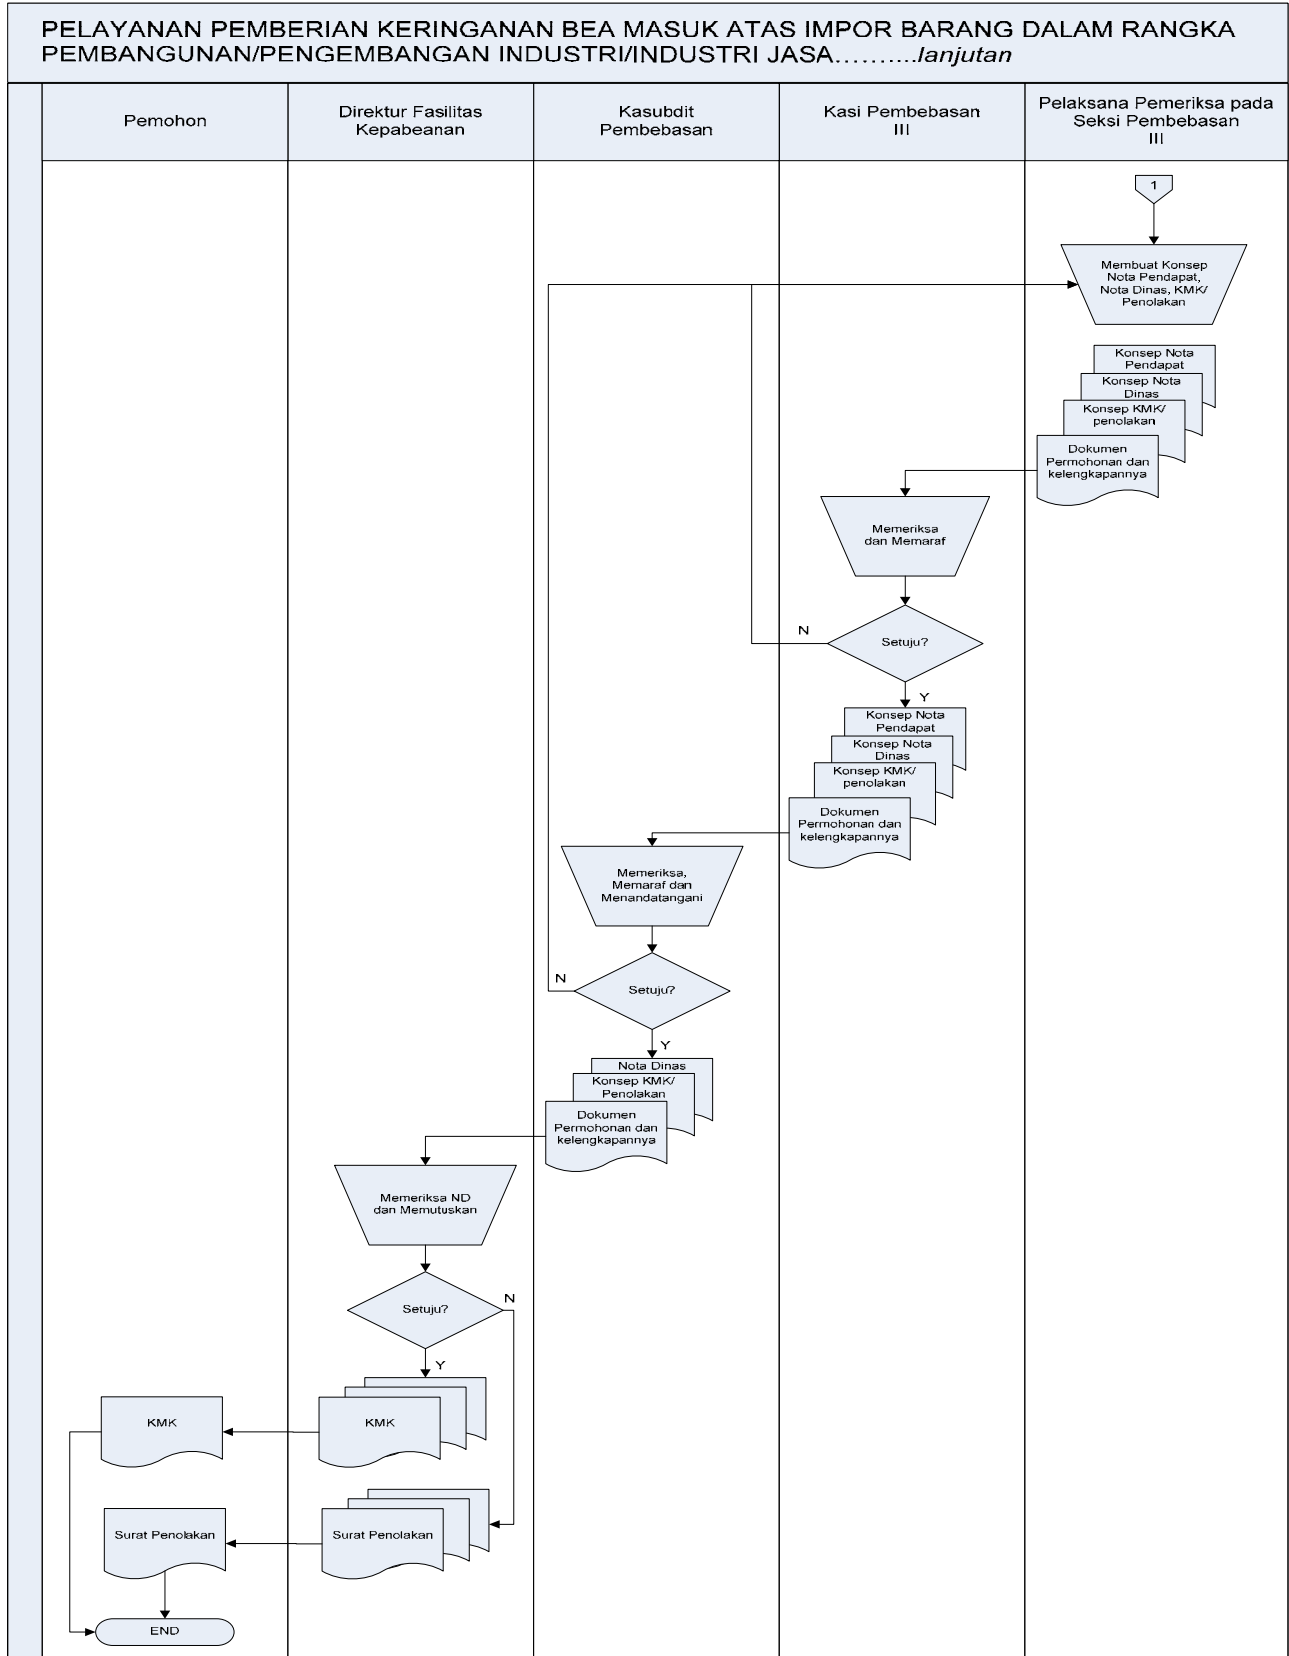 PELAYANAN PEMBERIAN KERINGANAN BEA MASUK ATAS IMPOR BARANG DALAM RANGKA
PEMBANGUNAN/PENGEMBANGAN INDUSTRI/INDUSTRI JASA..........lanjutan
Pemohon
Direktur Fasilitas
Kepabeanan
Kasubdit
Pembebasan
Kasi Pembebasan
III
Pelaksana Pemeriksa pada
Seksi Pembebasan
III
1
Membuat Konsep
Nota Pendapat,
Nota Dinas, KMK/
Penolakan
Konsep Nota
Pendapat
Konsep Nota
Dinas
Konsep KMK/
penolakan
Dokumen
Permohonan dan
kelengkapannya
Memeriksa
dan Memaraf
Setuju?
N
Y
Konsep Nota
Pendapat
Konsep Nota
Dinas
Konsep KMK/
penolakan
Dokumen
Permohonan dan
kelengkapannya
Memeriksa,
Memaraf dan
Menandatangani
Setuju?
N
Y
Nota Dinas
Konsep KMK/
Penolakan
Dokumen
Permohonan dan
kelengkapannya
Memeriksa ND
dan Memutuskan
Setuju?
N
Y
KMK
KMK
Surat Penolakan
Surat Penolakan
END